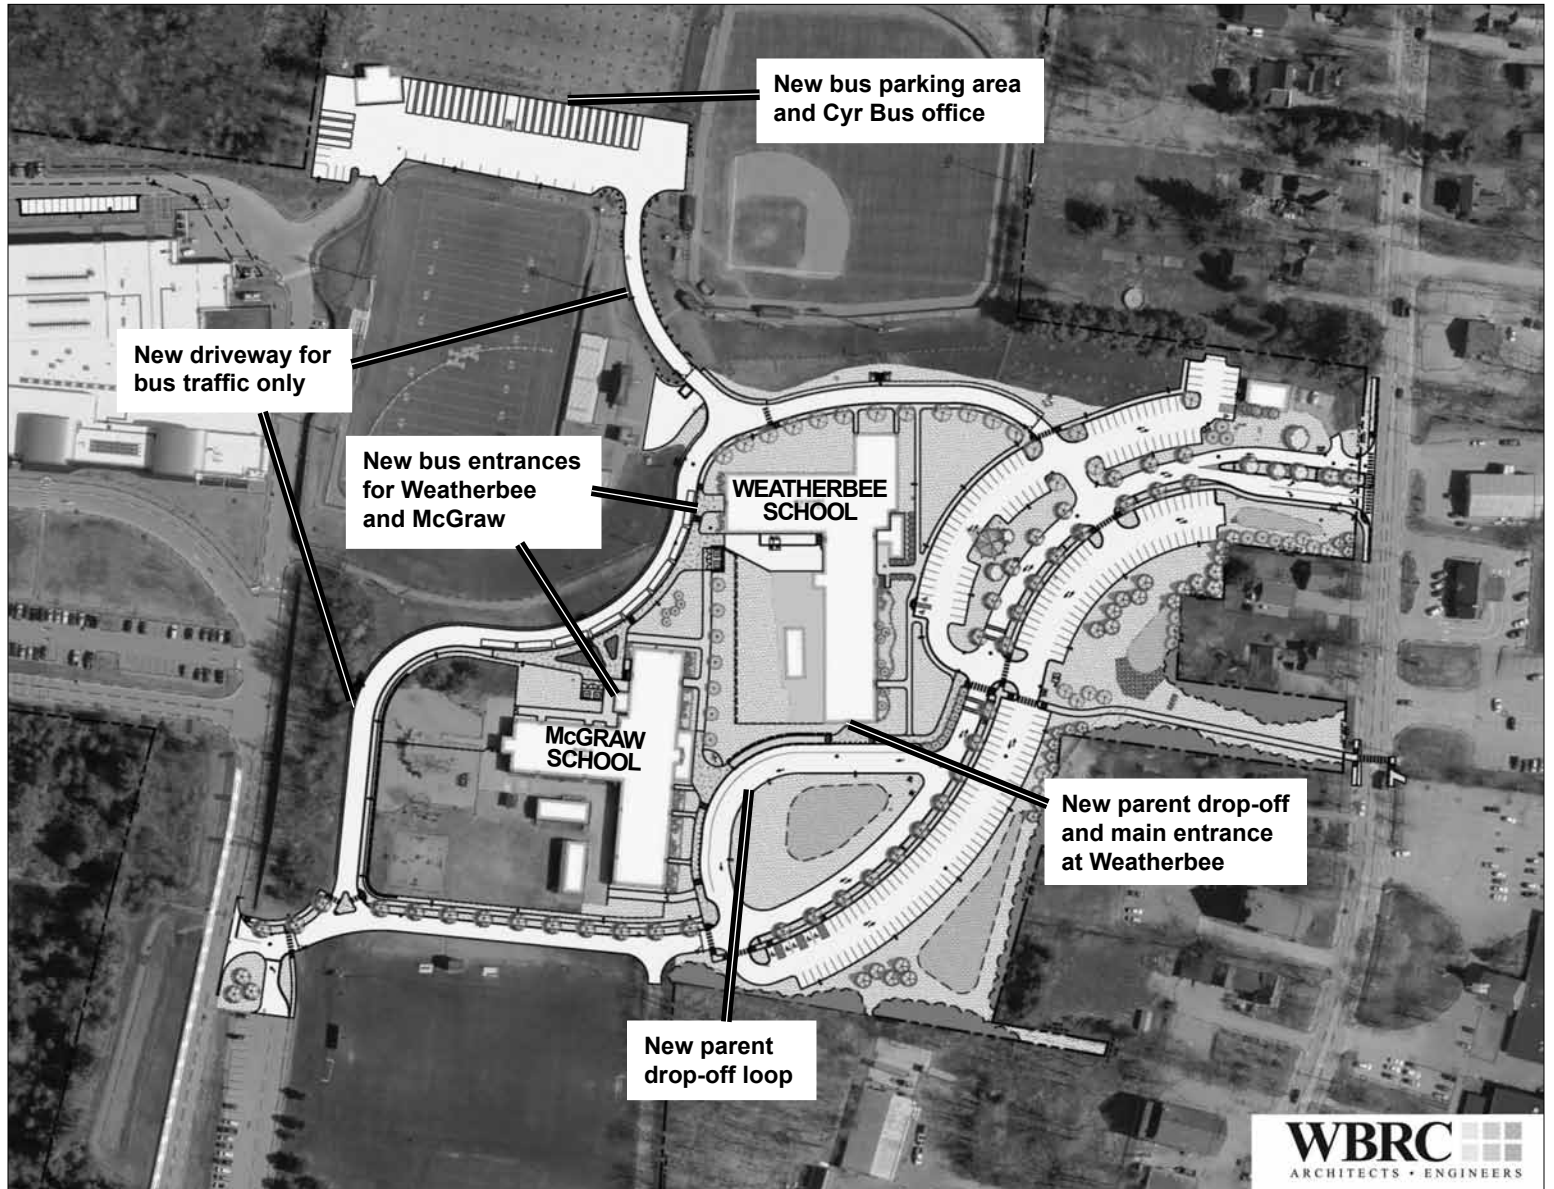 New bus parking area
and Cyr Bus office
New driveway for
bus traffic only
New bus entrances
for Weatherbee
and McGraw
WEATHERBEE
SCHOOL
McGRAW
SCHOOL
New parent drop-off
and main entrance
at Weatherbee
New parent
drop-off loop
WBRC
ARCHITECTS • ENGINEERS